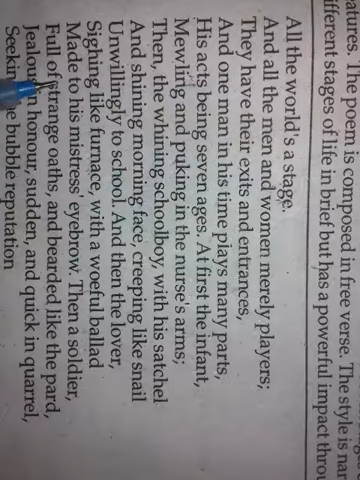 atures. The poem is composed in free verse. The style is nar
ifferent stages of life in brief but has a powerful impact throu
All the world's a stage.
And all the men and women merely players;
They have their exits and entrances,
And one man in his time plays many parts,
His acts being seven ages. At first the infant,
Mewling and puking in the nurse's arms;
Then, the whining schoolboy, with his satchel
And shining morning face, creeping like snail
Unwillingly to school. And then the lover,
Sighing like furnace, with a woeful ballad
Made to his mistress' eyebrow. Then a soldier,
Full of strange oaths, and bearded like the pard,
Jealous in honour, sudden, and quick in quarrel,
Seeking the bubble reputation